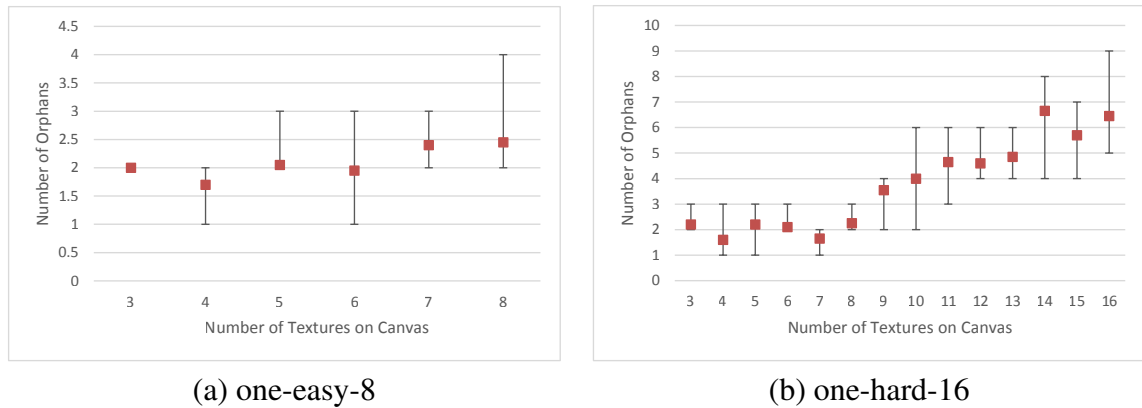 4.5
4
3.5
3
2.5
2
1.5
1
0.5
0
Number of Orphans
3 4 5 6 7 8
Number of Textures on Canvas
(a) one-easy-8
10
9
8
7
6
5
4
3
2
1
0
Number of Orphans
3 4 5 6 7 8 9 10 11 12 13 14 15 16
Number of Textures on Canvas
(b) one-hard-16